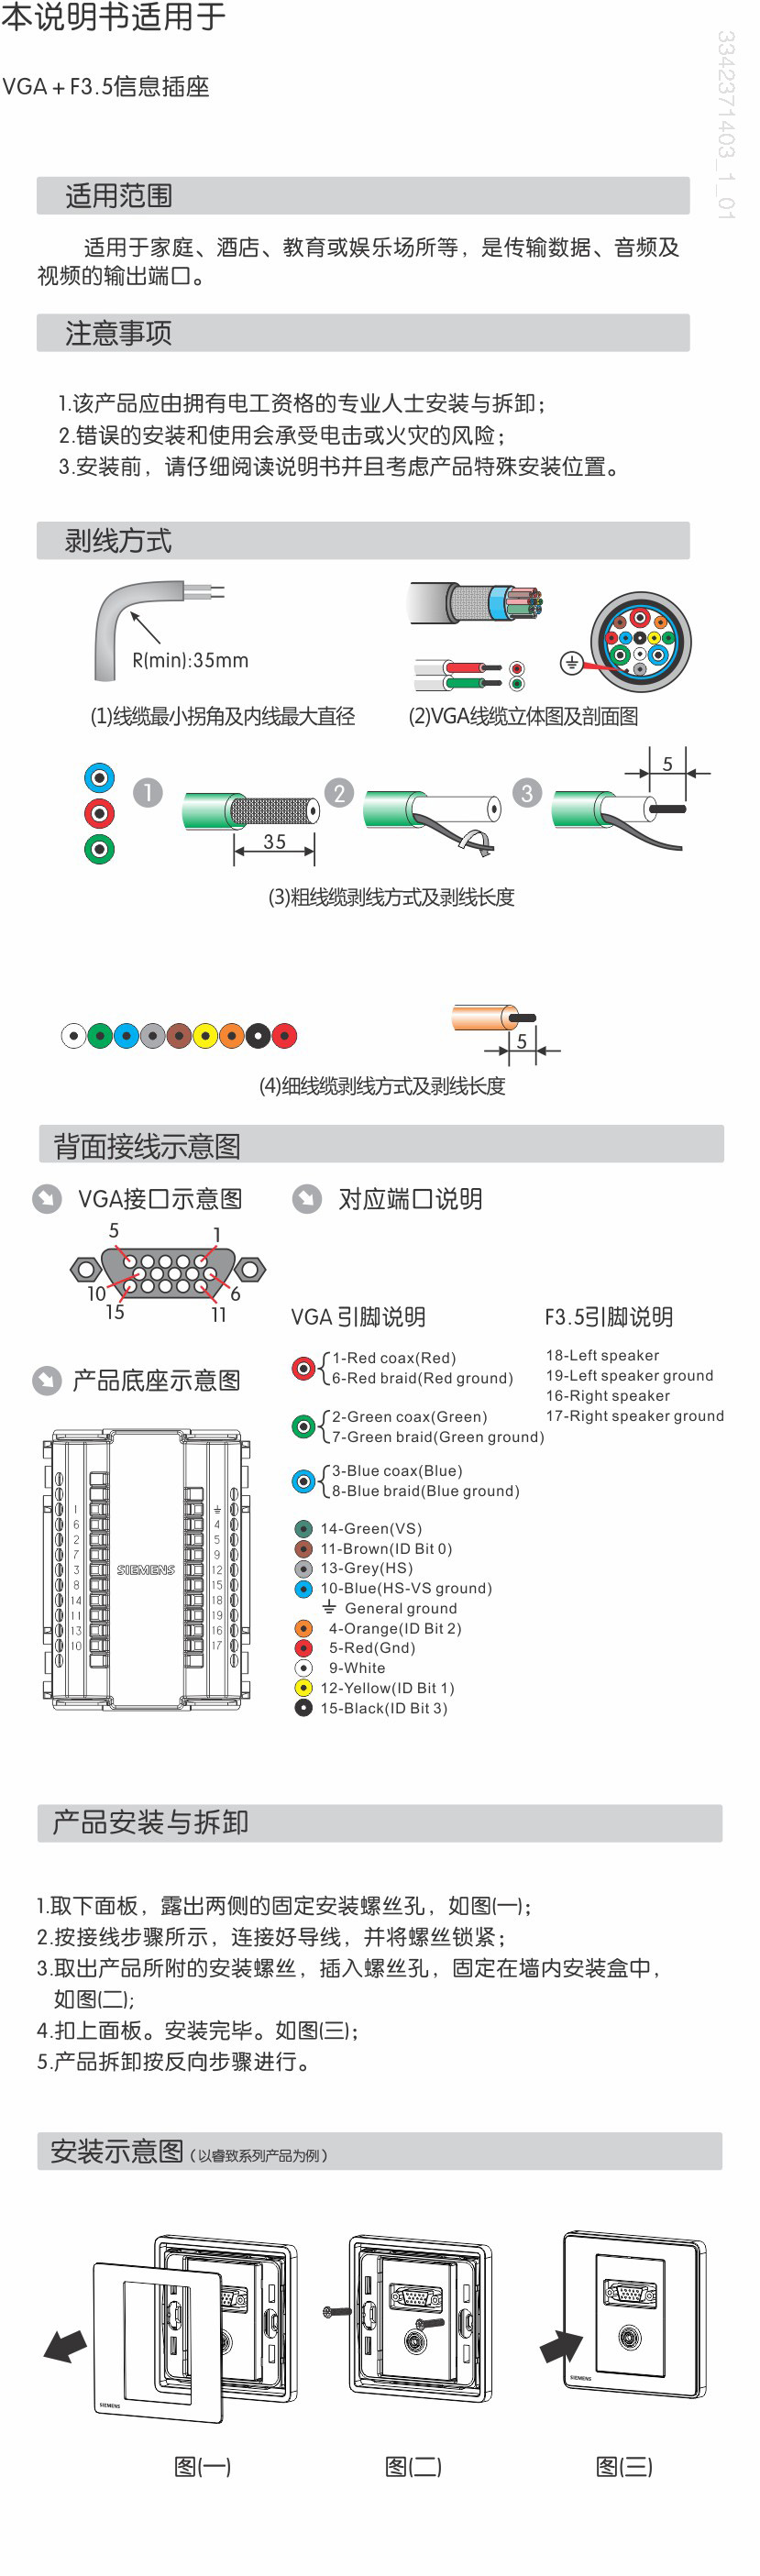 本说明书适用于
VGA + F3.5信息插座
3342371403_1_01
适用范围
适用于家庭、酒店、教育或娱乐场所等，是传输数据、音频及
视频的输出端口。
注意事项
1.该产品应由拥有电工资格的专业人士安装与拆卸；
2.错误的安装和使用会承受电击或火灾的风险；
3.安装前，请仔细阅读说明书并且考虑产品特殊安装位置。
剥线方式
R(min):35mm
(1)线缆最小拐角及内线最大直径
(2)VGA线缆立体图及剖面图
1
2
3
35
5
(3)粗线缆剥线方式及剥线长度
5
(4)细线缆剥线方式及剥线长度
背面接线示意图
VGA接口示意图
5
1
10
6
15
11
对应端口说明
VGA 引脚说明
1-Red coax(Red)
6-Red braid(Red ground)
2-Green coax(Green)
7-Green braid(Green ground)
3-Blue coax(Blue)
8-Blue braid(Blue ground)
14-Green(VS)
11-Brown(ID Bit 0)
13-Grey(HS)
10-Blue(HS-VS ground)
General ground
4-Orange(ID Bit 2)
5-Red(Gnd)
9-White
12-Yellow(ID Bit 1)
15-Black(ID Bit 3)
F3.5引脚说明
18-Left speaker
19-Left speaker ground
16-Right speaker
17-Right speaker ground
产品底座示意图
1
6
2
7
3
8
14
11
13
10
SIEMENS
4
5
9
12
15
18
19
16
17
产品安装与拆卸
1.取下面板，露出两侧的固定安装螺丝孔，如图(一)；
2.按接线步骤所示，连接好导线，并将螺丝锁紧；
3.取出产品所附的安装螺丝，插入螺丝孔，固定在墙内安装盒中，
如图(二);
4.扣上面板。安装完毕。如图(三)；
5.产品拆卸按反向步骤进行。
安装示意图（以睿致系列产品为例）
SIEMENS
SIEMENS
图(一)
图(二)
图(三)